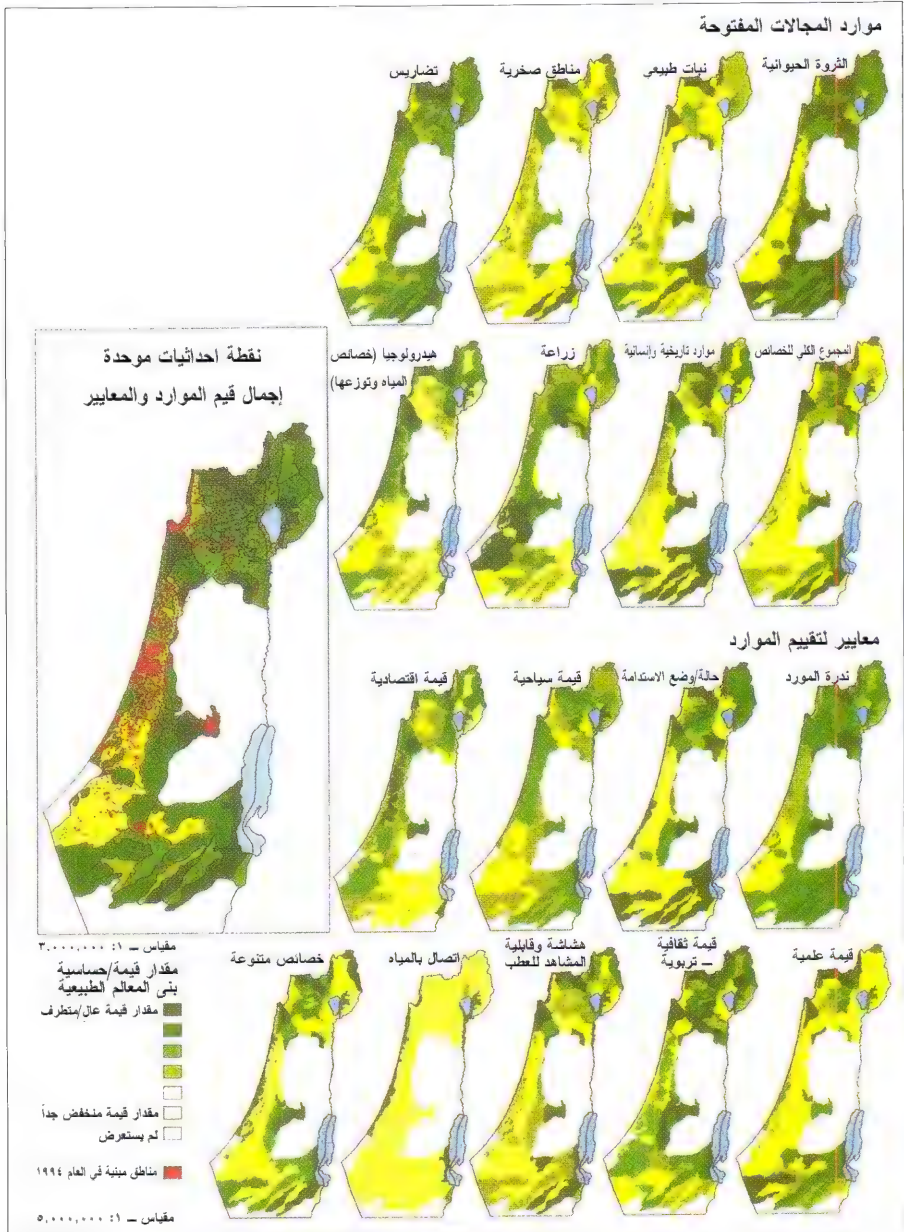 موارد المجالات المفتوحة
الثروة الحيوانية
نبات طبيعي
مناطق صخرية
تضاريس
المجموع الكلي للخصائص
موارد تاريخية وإنسانية
زراعة
هيدرولوجيا (خصائص
المياه وتوزعها)
نقطة احداثيات موحدة
إجمال قيم الموارد والمعايير
معايير لتقييم الموارد
ندرة المورد
حالة/وضع الاستدامة
قيمة سياحية
قيمة اقتصادية
قيمة علمية
قيمة ثقافية
ــ تربوية
هشاشة وقابلية
المشاهد للعطب
اتصال بالمياه
خصائص متنوعة
مقياس ــ ١: ٣,٠٠٠,٠٠٠
مقدار قيمة/حساسية
بنى المعالم الطبيعية
مقدار قيمة عال/متطرف
مقدار قيمة منخفض جداً
لم يستعرض
مناطق مبنية في العام ١٩٩٤
مقياس ــ ١: ٥,٠٠٠,٠٠٠